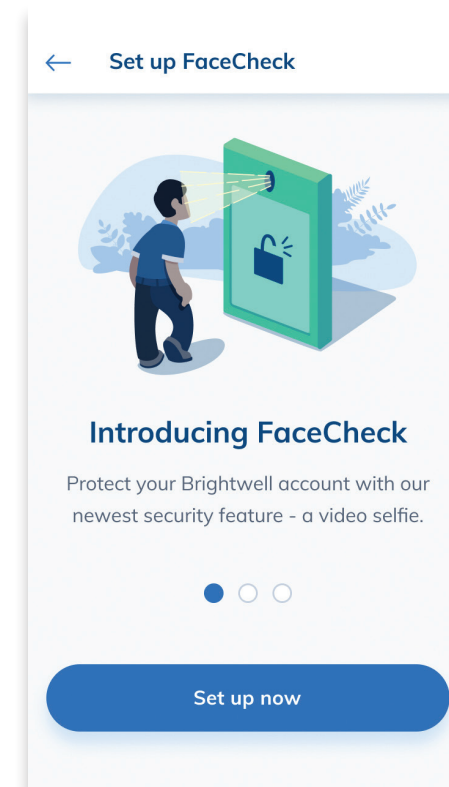 Set up FaceCheck
Introducing FaceCheck
Protect your Brightwell account with our
newest security feature - a video selfie.
Set up now